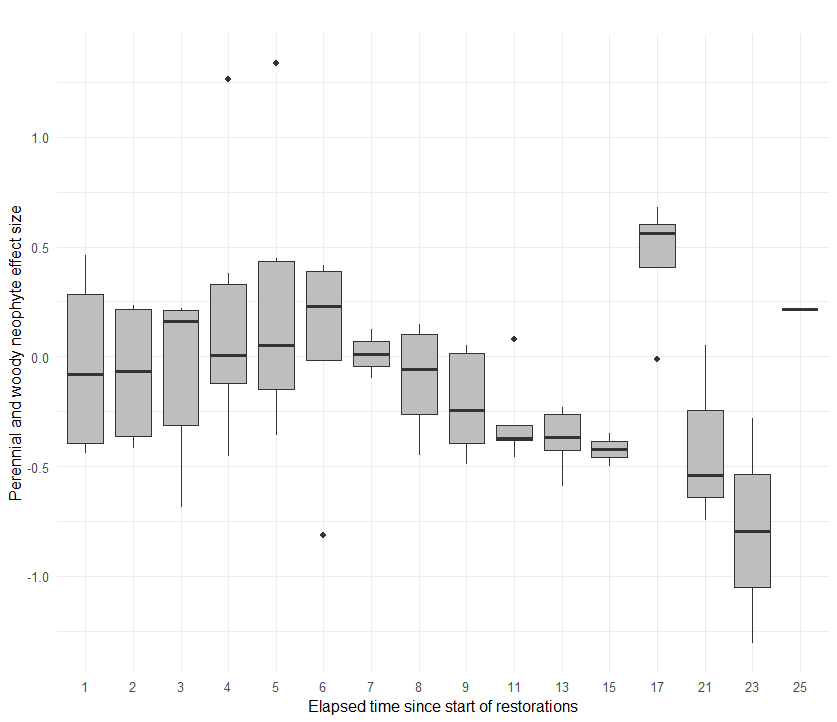 Perennial and woody neophyte effect size
1.0
0.5
0.0
-0.5
-1.0
1 2 3 4 5 6 7 8 9 11 13 15 17 21 23 25
Elapsed time since start of restorations